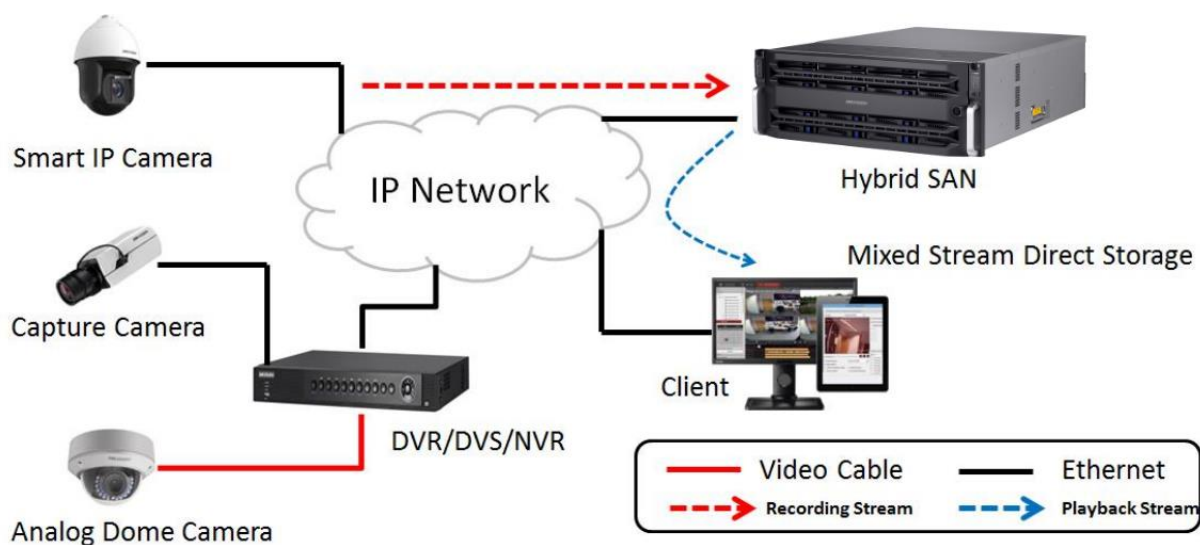 Smart IP Camera
IP Network
Hybrid SAN
Mixed Stream Direct Storage
Capture Camera
Client
DVR/DVS/NVR
Analog Dome Camera
Video Cable
Ethernet
Recording Stream
Playback Stream